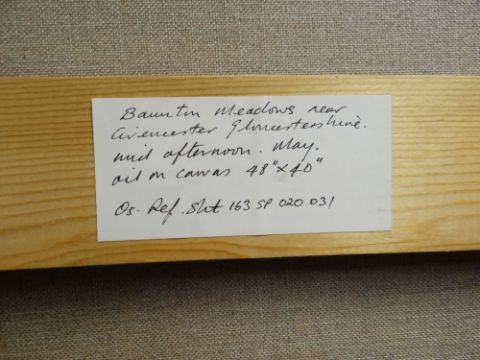 Baunton Meadows near
Cirencester Gloucestershire.
mid afternoon. May.
oil on canvas 48"x40"
Os. Ref. Sht 163 SP 020 031